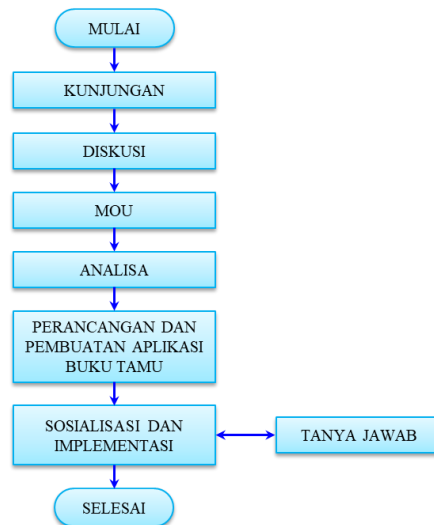 MULAI
KUNJUNGAN
DISKUSI
MOU
ANALISA
PERANCANGAN DAN
PEMBUATAN APLIKASI
BUKU TAMU
SOSIALISASI DAN
IMPLEMENTASI
TANYA JAWAB
SELESAI